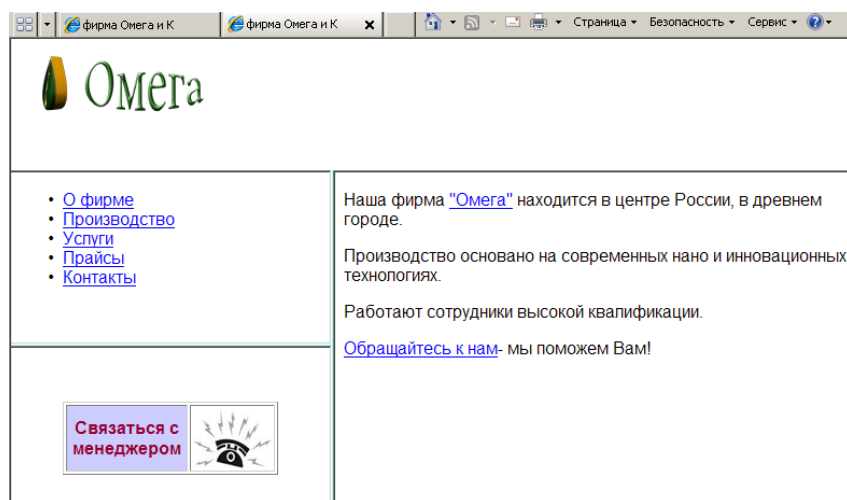 фирма Омега и К
фирма Омега и К
Страница
Безопасность
Сервис
Омега
• О фирме
• Производство
• Услуги
• Прайсы
• Контакты
Связаться с
менеджером
Наша фирма "Омега" находится в центре России, в древнем
городе.
Производство основано на современных нано и инновационных
технологиях.
Работают сотрудники высокой квалификации.
Обращайтесь к нам- мы поможем Вам!